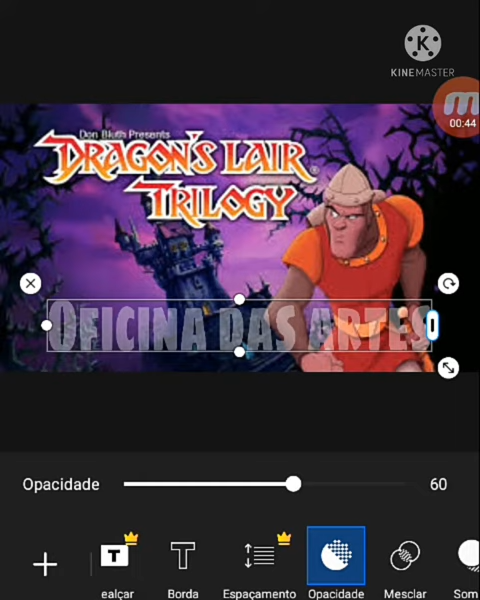 K
KINEMASTER
00:44
Don Bluth Presents
DRAGON'S LAIR
TRILOGY
OFICINA DAS ARTES
Opacidade 60
T T
ealçar Borda Espaçamento Opacidade Mesclar Som